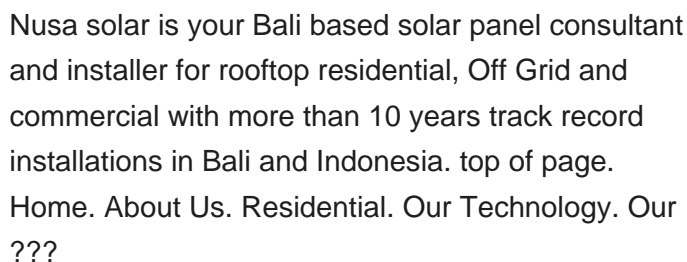 Nusa solar is your Bali based solar panel consultant
and installer for rooftop residential, Off Grid and
commercial with more than 10 years track record
installations in Bali and Indonesia. top of page.
Home. About Us. Residential. Our Technology. Our
???